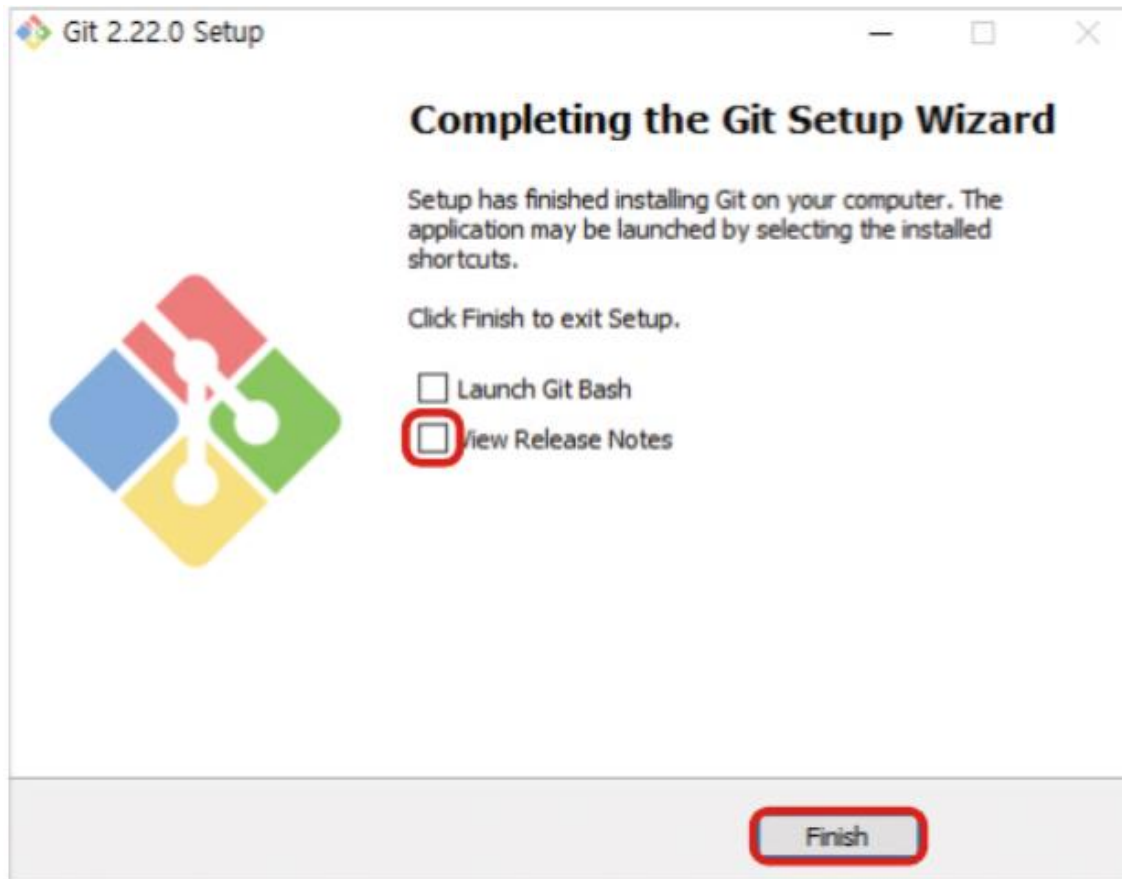 Git 2.22.0 Setup
Completing the Git Setup Wizard
Setup has finished installing Git on your computer. The
application may be launched by selecting the installed
shortcuts.
Click Finish to exit Setup.
Launch Git Bash
View Release Notes
Finish